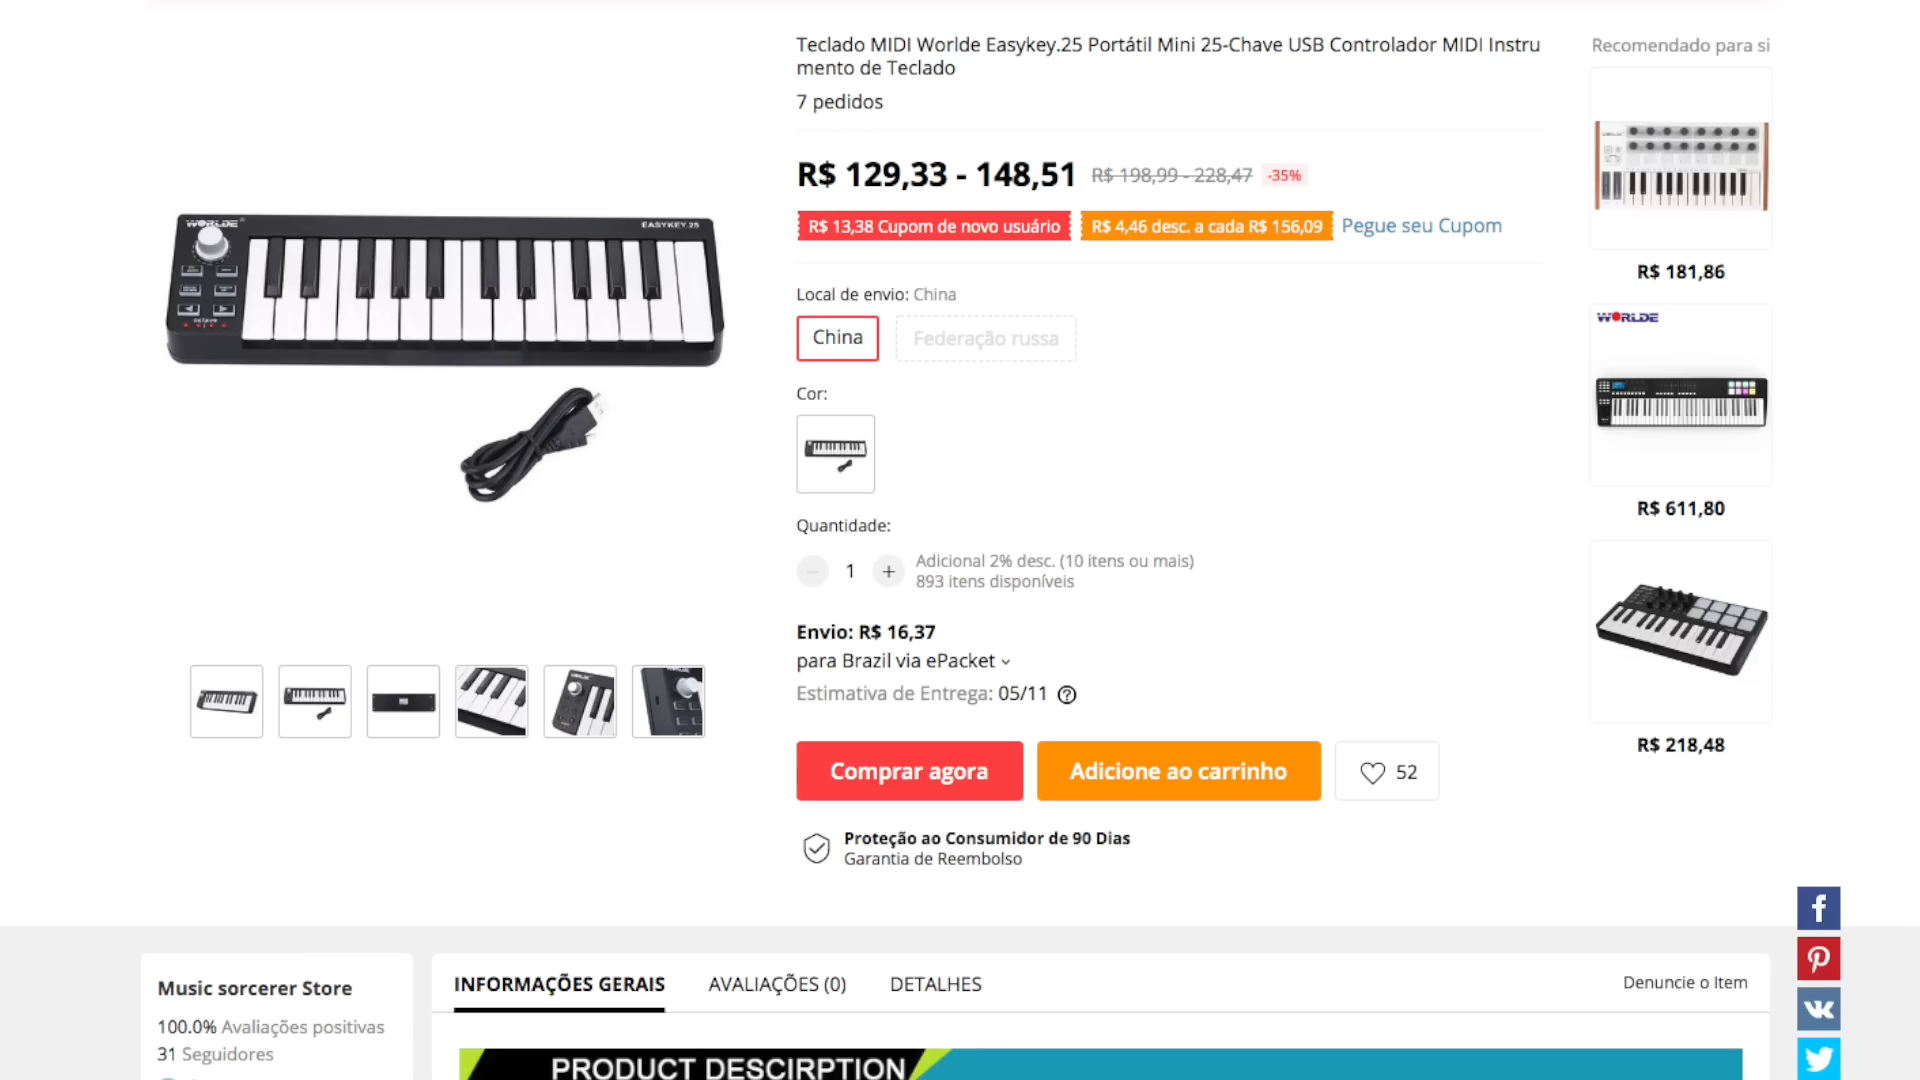 Teclado MIDI Worlde Easykey.25 Portátil Mini 25-Chave USB Controlador MIDI Instru
mento de Teclado
7 pedidos
R$ 129,33 - 148,51 R$ 198,99 - 228,47 -35%
R$ 13,38 Cupom de novo usuário R$ 4,46 desc. a cada R$ 156,09 Pegue seu Cupom
WORLDE EASYKEY.25
octave
Local de envio: China
China Federação russa
Cor:
Quantidade:
1 + Adicional 2% desc. (10 itens ou mais)
893 itens disponíveis
Envio: R$ 16,37
para Brazil via ePacket
Estimativa de Entrega: 05/11
Comprar agora Adicione ao carrinho 52
Proteção ao Consumidor de 90 Dias
Garantia de Reembolso
Recomendado para si
R$ 181,86
WORLDE
R$ 611,80
R$ 218,48
Music sorcerer Store
100.0% Avaliações positivas
31 Seguidores
INFORMAÇÕES GERAIS AVALIAÇÕES (0) DETALHES Denuncie o Item
PRODUCT DESCIRPTION